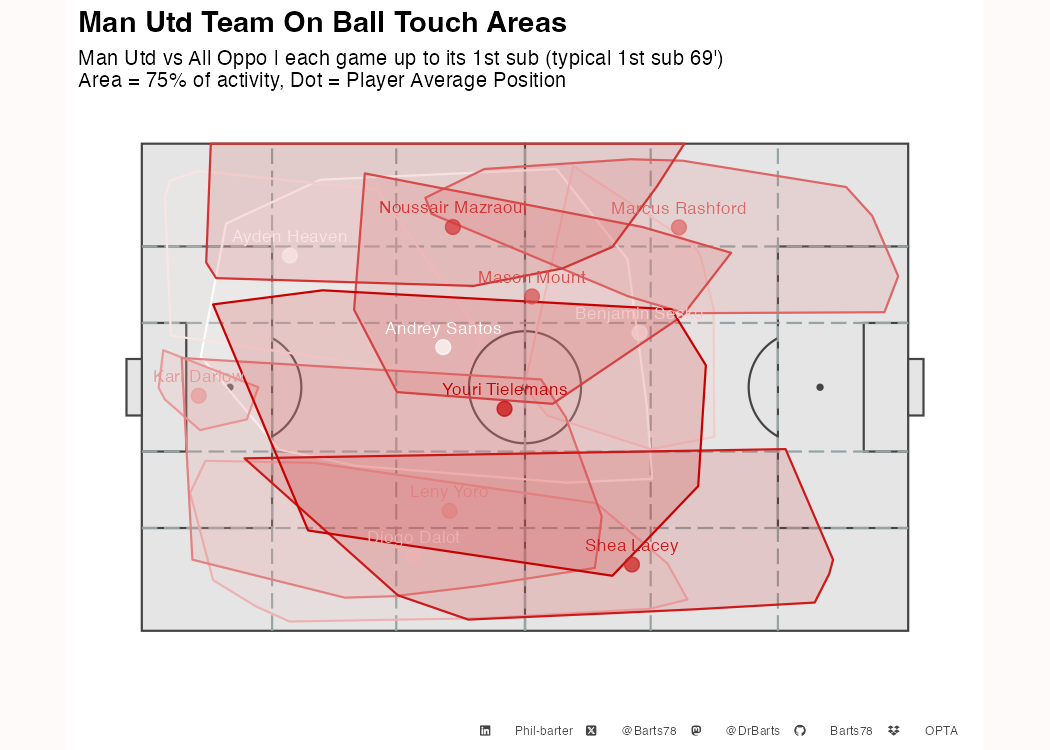 Man Utd Team On Ball Touch Areas
Man Utd vs All Oppo I each game up to its 1st sub (typical 1st sub 69')
Area = 75% of activity, Dot = Player Average Position
Noussair Mazraoui
Marcus Rashford
Ayden Heaven
Mason Mount
Benjamin
Andrey Santos
Karl Darlow
Youri Tielemans
Leny Yoro
Diogo Dalot
Shea Lacey
Phil-barter @Barts78 @DrBarts Barts78 OPTA